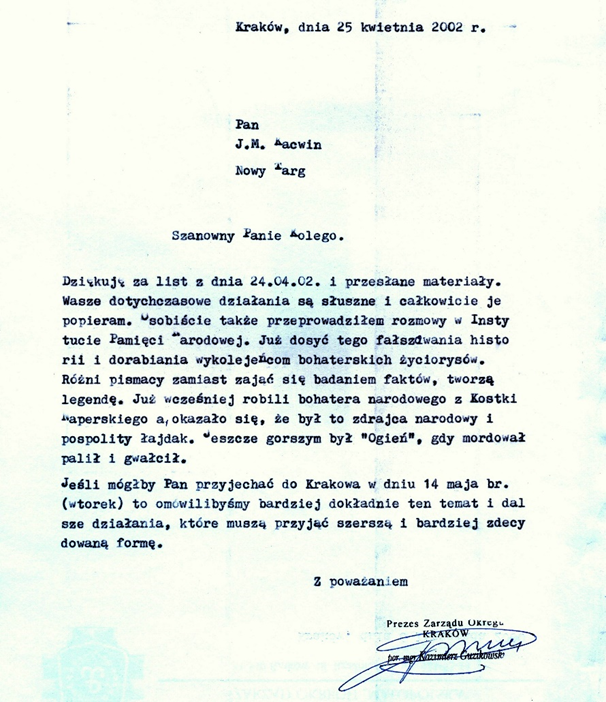 Kraków, dnia 25 kwietnia 2002 r.
Pan
J.M. Kacwin
Nowy Targ
Szanowny Panie Kolego.
Dziękuję za list z dnia 24.04.02. i przesłane materiały.
Wasze dotychczasowe działania są słuszne i całkowicie je
popieram. Osobiście także przeprowadziłem rozmowy w Insty
tucie Pamięci Narodowej. Już dosyć tego fałszowania histo
rii i dorabiania wykolejeńcom bohaterskich życiorysów.
Różni pismacy zamiast zająć się badaniem faktów, tworzą
legendę. Już wcześniej robili bohatera narodowego z Kostki
Naperskiego a, okazało się, że był to zdrajca narodowy i
pospolity łajdak. Jeszcze gorszym był "Ogień", gdy mordował
palił i gwałcił.
Jeśli mógłby Pan przyjechać do Krakowa w dniu 14 maja br.
(wtorek) to omówilibyśmy bardziej dokładnie ten temat i dal
sze działania, które muszą przyjąć szerszą i bardziej zdecy
dowaną formę.
Z poważaniem
Prezes Zarządu Okręgu
KRAKÓW
por. mgr Kazimierz